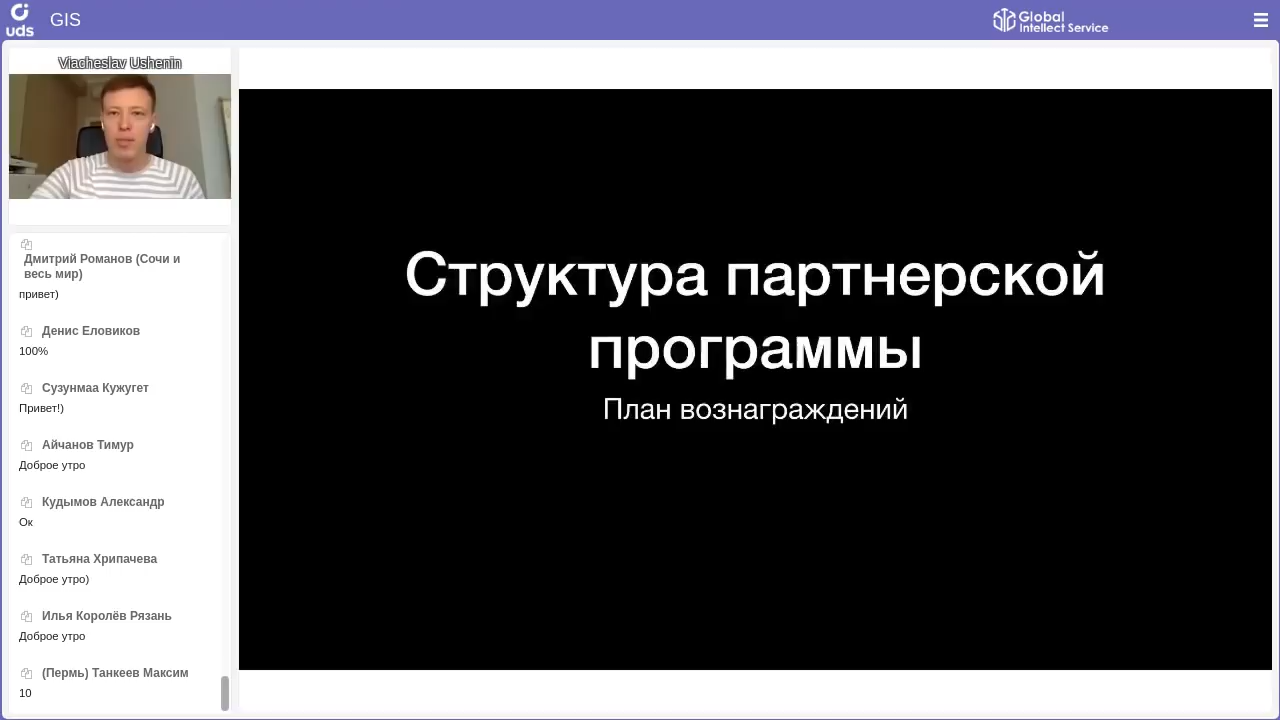 uds
GIS
Global
Intellect Service
Viacheslav Ushenin
Дмитрий Романов (Сочи и
весь мир)
привет)
Денис Еловиков
100%
Сузунмаа Кужугет
Привет!)
Айчанов Тимур
Доброе утро
Кудымов Александр
Ок
Татьяна Хрипачева
Доброе утро)
Илья Королёв Рязань
Доброе утро
(Пермь) Танкеев Максим
10
Структура партнерской
программы
План вознаграждений